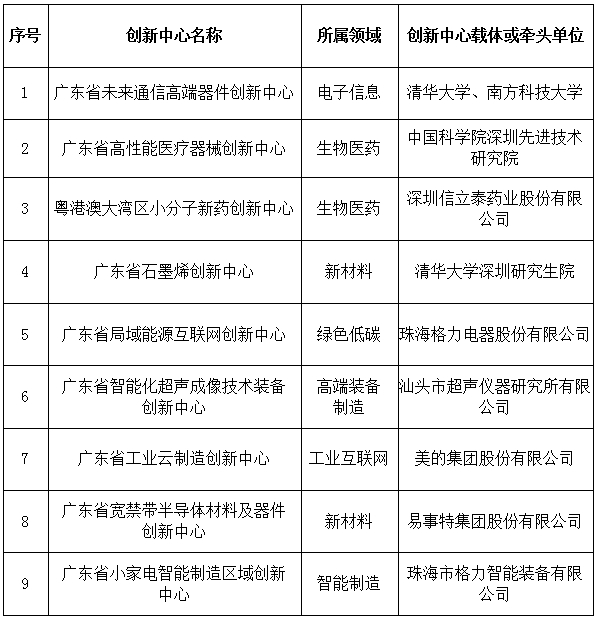 序号 创新中心名称 所属领域 创新中心载体或牵头单位
1 广东省未来通信高端器件创新中心 电子信息 清华大学、南方科技大学
2 广东省高性能医疗器械创新中心 生物医药 中国科学院深圳先进技术
研究院
3 粤港澳大湾区小分子新药创新中心 生物医药 深圳信立泰药业股份有限
公司
4 广东省石墨烯创新中心 新材料 清华大学深圳研究生院
5 广东省局域能源互联网创新中心 绿色低碳 珠海格力电器股份有限公司
6 广东省智能化超声成像技术装备 高端装备 汕头市超声仪器研究所有限
创新中心 制造 公司
7 广东省工业云制造创新中心 工业互联网 美的集团股份有限公司
8 广东省宽禁带半导体材料及器件 新材料 易事特集团股份有限公司
创新中心
9 广东省小家电智能制造区域创新 智能制造 珠海市格力智能装备有限
中心 公司